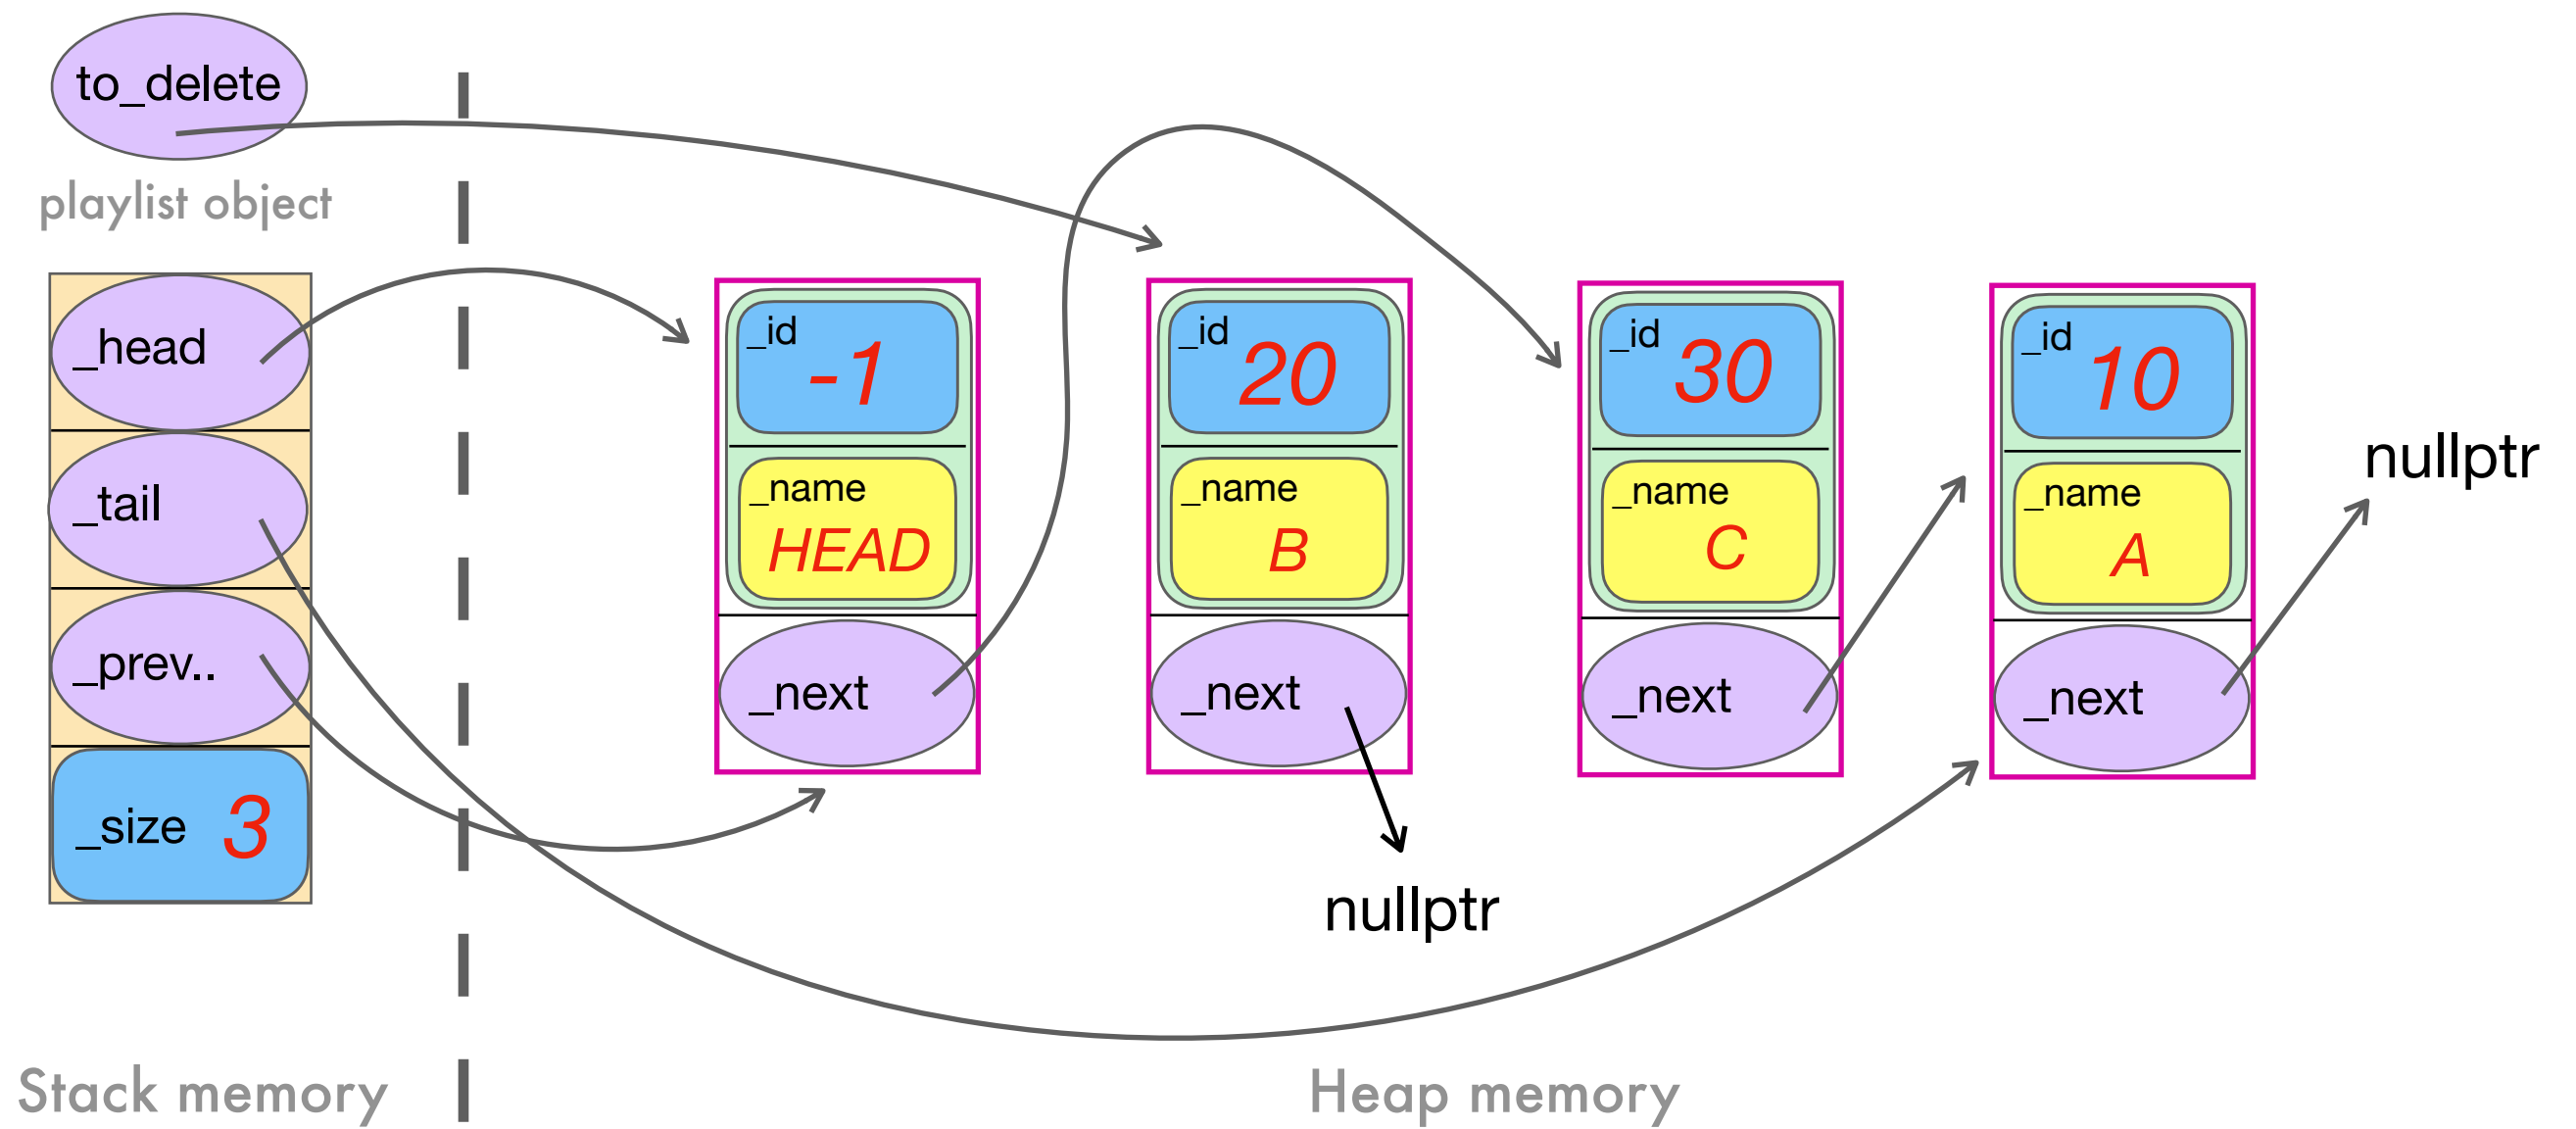 to_delete
playlist object
_head
_tail
_prev..
_size 3
_id -1
_name
HEAD
_next
_id 20
_name
B
_next
nullptr
_id 30
_name
C
_next
_id 10
_name
A
_next
nullptr
Stack memory
Heap memory